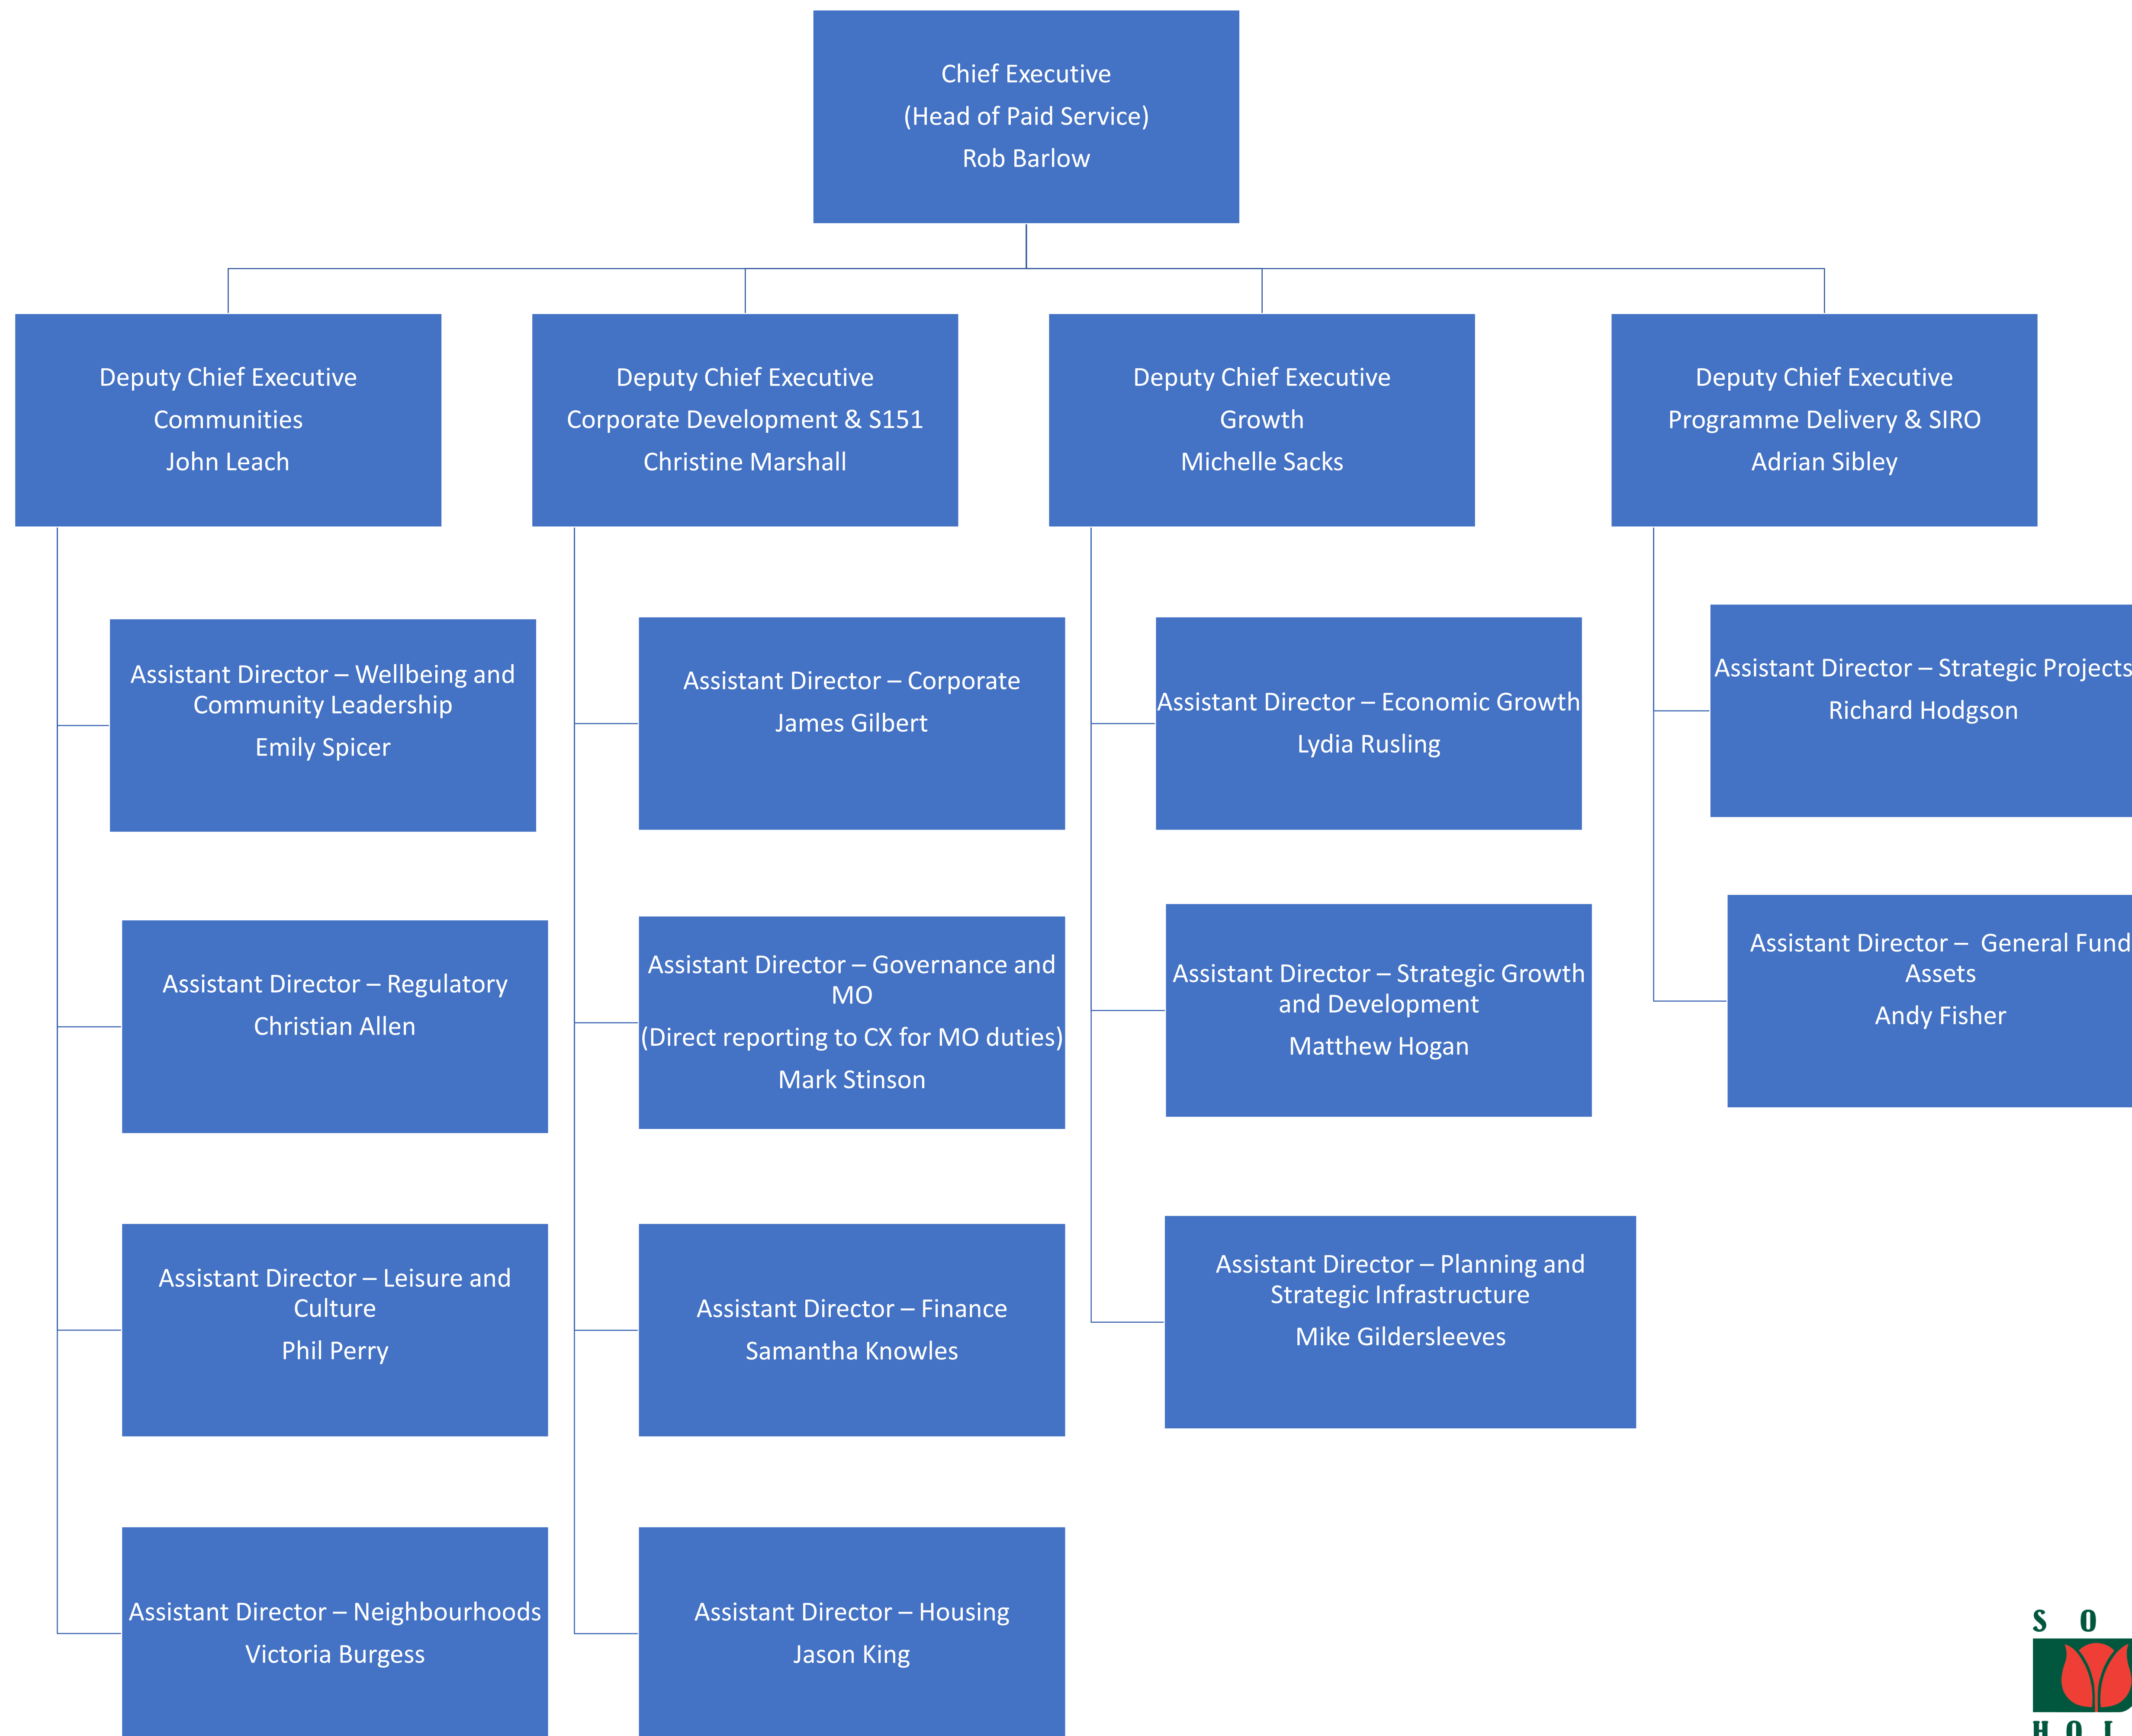 Chief Executive
(Head of Paid Service)
Rob Barlow
Deputy Chief Executive
Communities
John Leach
Deputy Chief Executive
Corporate Development & S151
Christine Marshall
Deputy Chief Executive
Growth
Michelle Sacks
Deputy Chief Executive
Programme Delivery & SIRO
Adrian Sibley
Assistant Director – Wellbeing and
Community Leadership
Emily Spicer
Assistant Director – Corporate
James Gilbert
Assistant Director – Economic Growth
Lydia Rusling
Assistant Director – Strategic Projects
Richard Hodgson
Assistant Director – Regulatory
Christian Allen
Assistant Director – Governance and
MO
(Direct reporting to CX for MO duties)
Mark Stinson
Assistant Director – Strategic Growth
and Development
Matthew Hogan
Assistant Director – General Fund
Assets
Andy Fisher
Assistant Director – Leisure and
Culture
Phil Perry
Assistant Director – Finance
Samantha Knowles
Assistant Director – Planning and
Strategic Infrastructure
Mike Gildersleeves
Assistant Director – Neighbourhoods
Victoria Burgess
Assistant Director – Housing
Jason King
S O